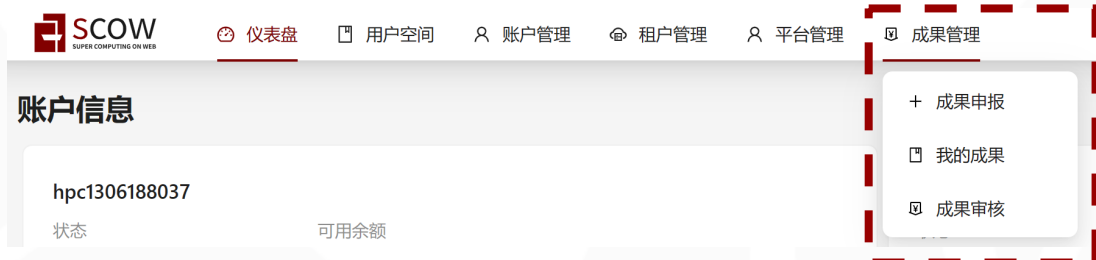 SCOW
SUPER COMPUTING ON WEB
仪表盘 用户空间 账户管理 租户管理 平台管理 成果管理
账户信息
成果申报
我的成果
成果审核
hpc1306188037
状态 可用余额